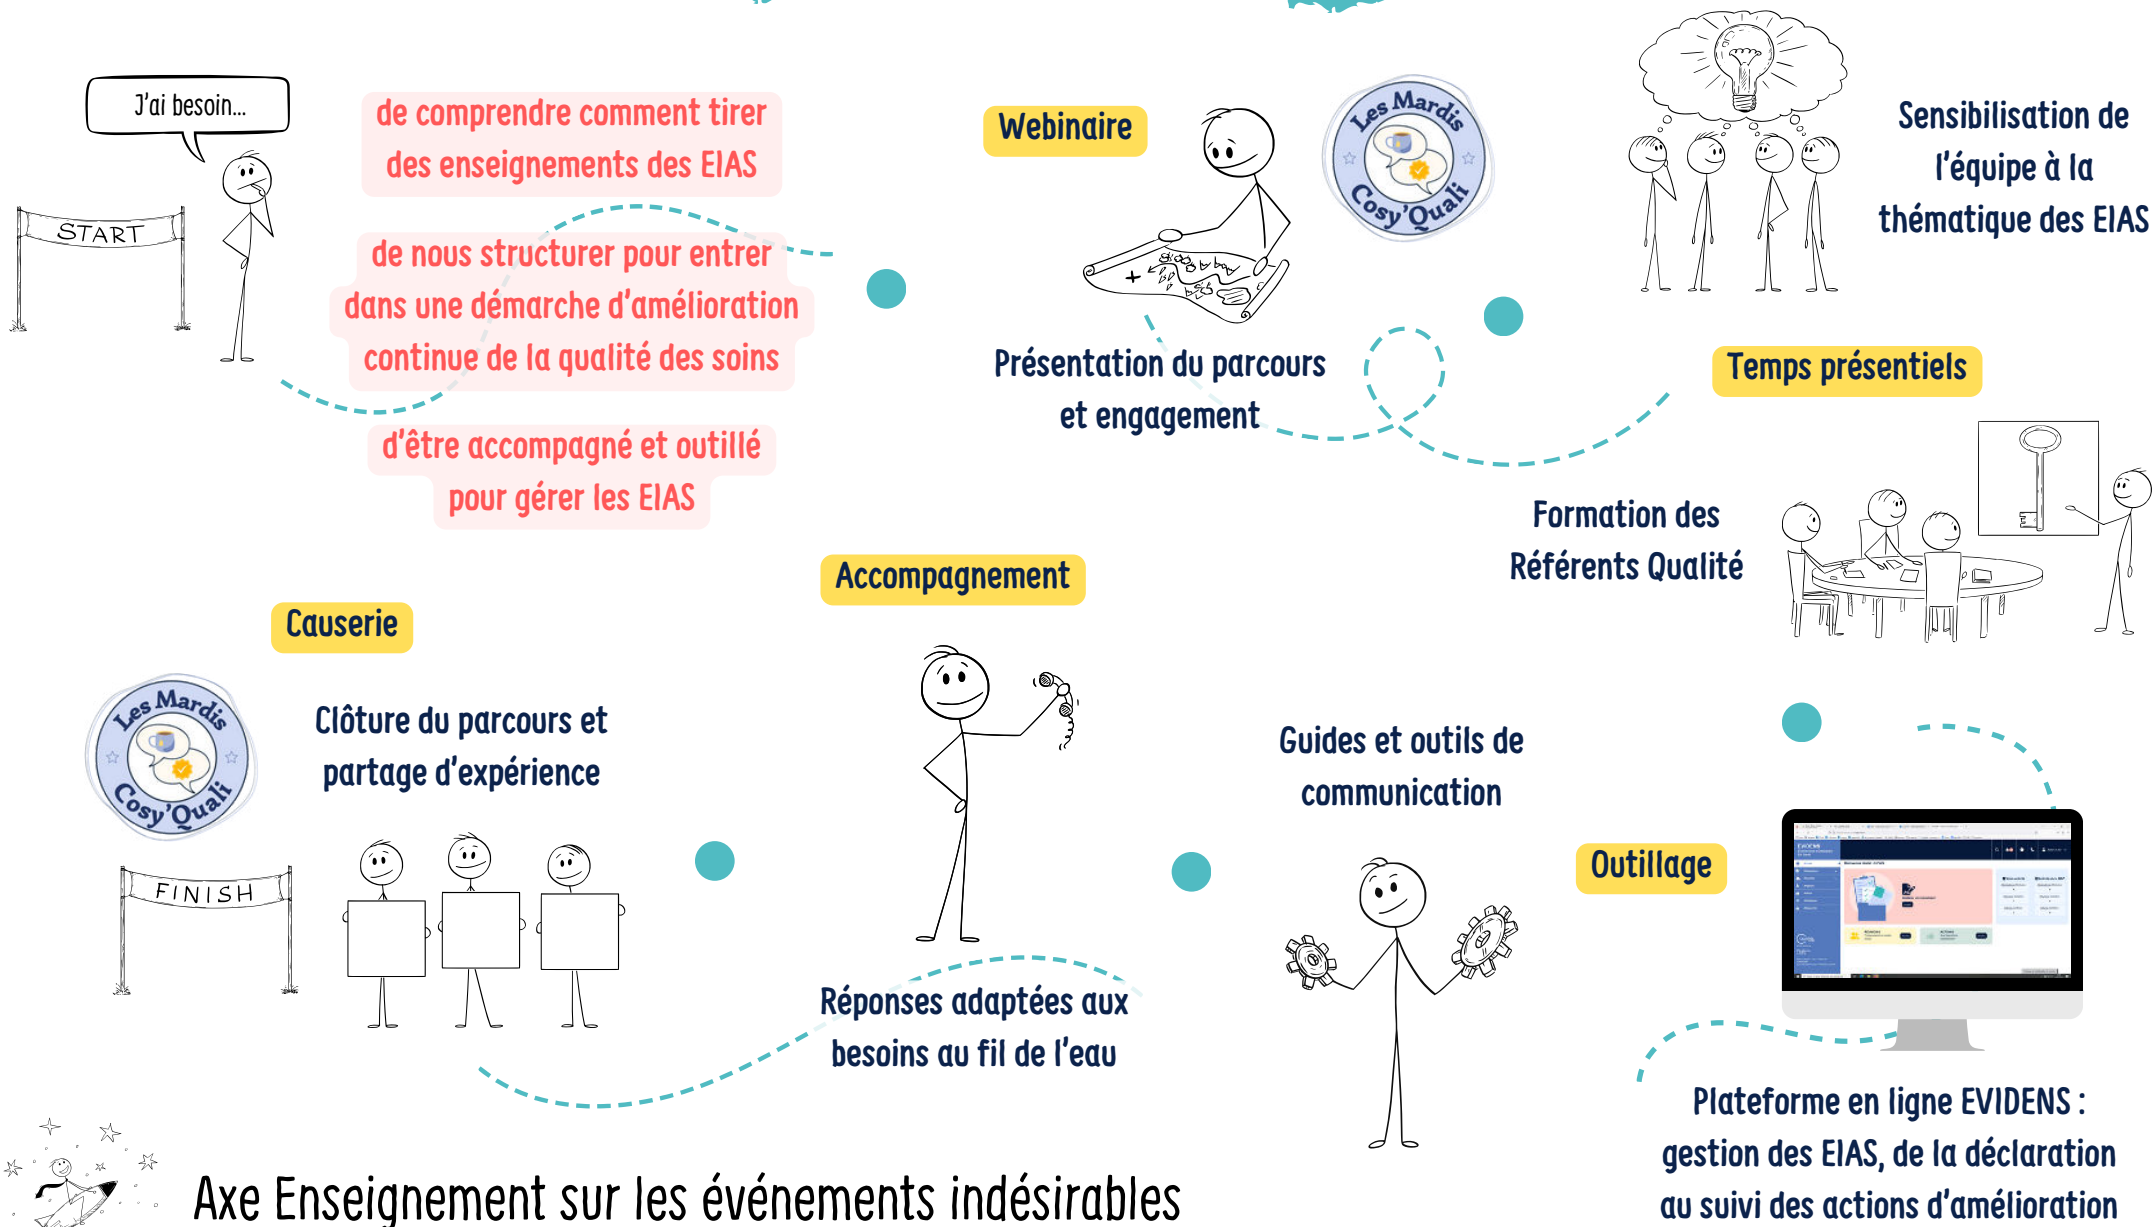 J'ai besoin...
START
de comprendre comment tirer
des enseignements des EIAS
de nous structurer pour entrer
dans une démarche d'amélioration
continue de la qualité des soins
d'être accompagné et outillé
pour gérer les EIAS
Webinaire
Les Mardis
Cosy'Quali
Présentation du parcours
et engagement
Sensibilisation de
l'équipe à la
thématique des EIAS
Temps présentiels
Formation des
Référents Qualité
Outillage
Plateforme en ligne EVIDENS :
gestion des EIAS, de la déclaration
au suivi des actions d'amélioration
Guides et outils de
communication
Accompagnement
Réponses adaptées aux
besoins au fil de l'eau
Causerie
Les Mardis
Cosy'Quali
Clôture du parcours et
partage d'expérience
FINISH
Axe Enseignement sur les événements indésirables